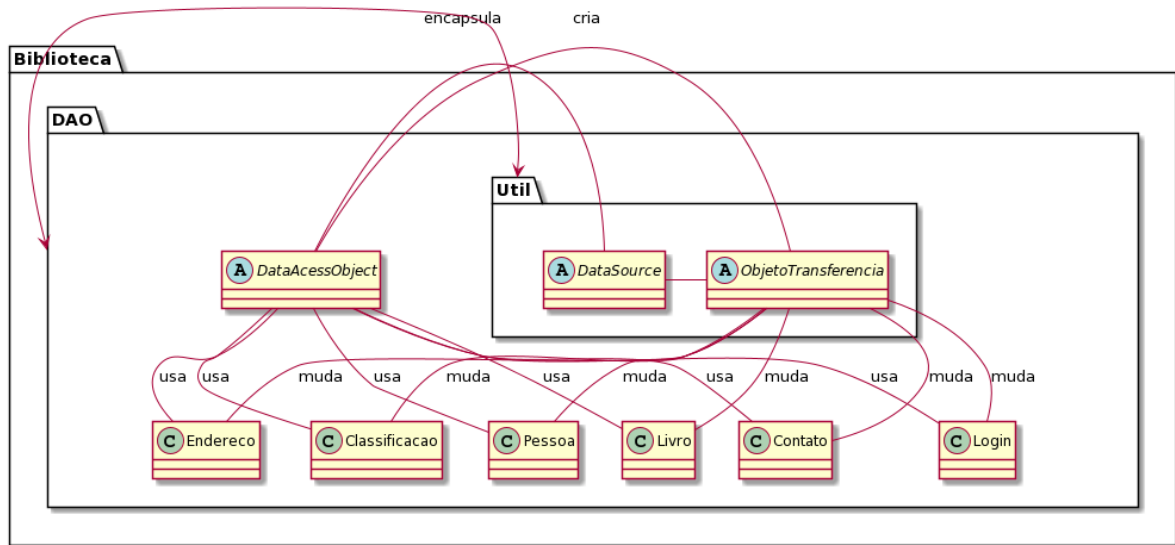 encapsula cria
Biblioteca
DAO
Util
A DataAcessObject
A DataSource
A ObjetoTransferencia
usa usa muda usa muda usa muda usa muda usa muda muda
C Endereco
C Classificacao
C Pessoa
C Livro
C Contato
C Login